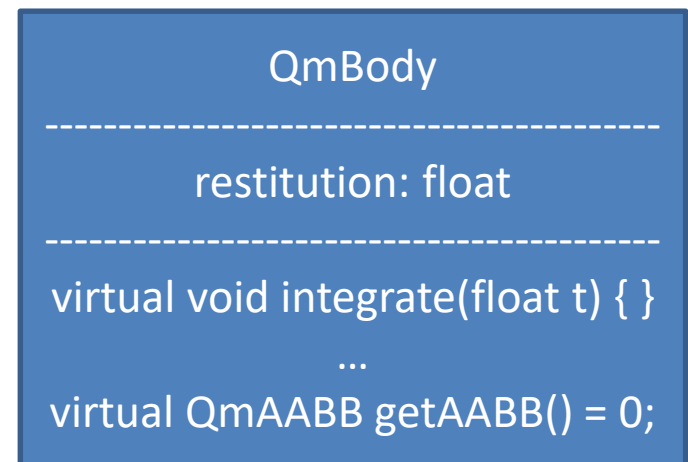 QmBody
------------------------------------------
restitution: float
------------------------------------------
virtual void integrate(float t) { }
…
virtual QmAABB getAABB() = 0;